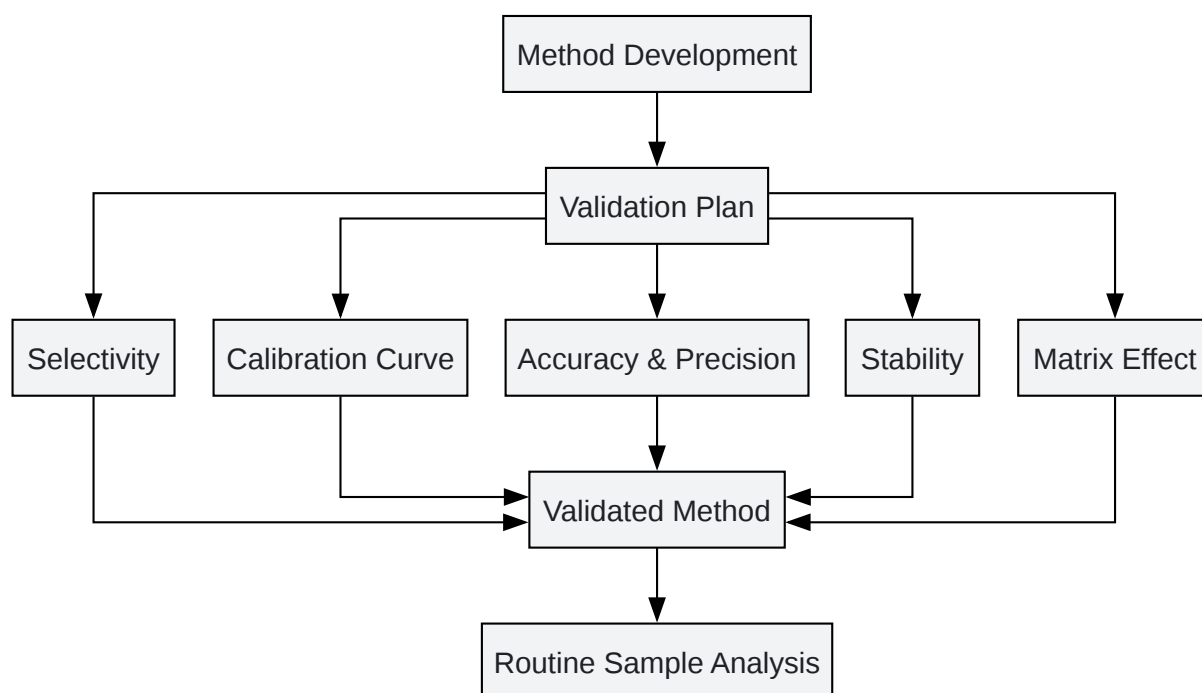 Method Development
Validation Plan
Selectivity
Calibration Curve
Accuracy & Precision
Stability
Matrix Effect
Validated Method
Routine Sample Analysis